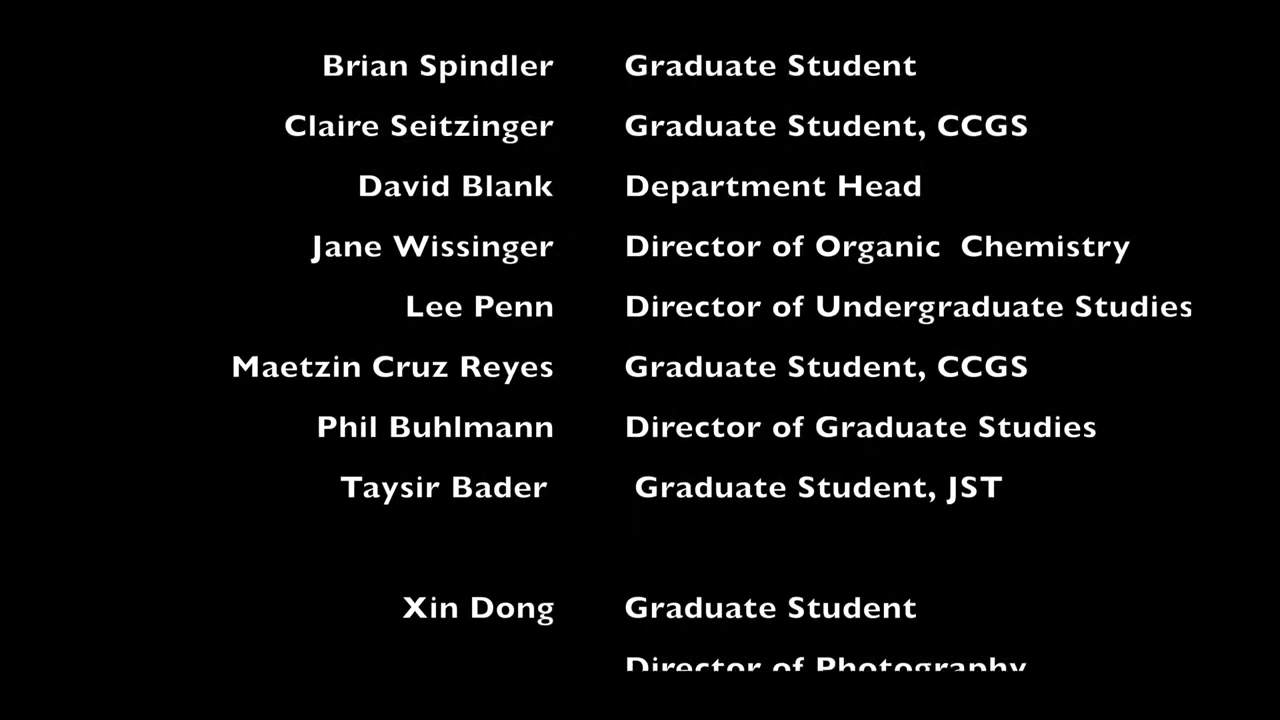 Brian Spindler Graduate Student
Claire Seitzinger Graduate Student, CCGS
David Blank Department Head
Jane Wissinger Director of Organic  Chemistry
Lee Penn Director of Undergraduate Studies
Maetzin Cruz Reyes Graduate Student, CCGS
Phil Buhlmann Director of Graduate Studies
Taysir Bader Graduate Student, JST
Xin Dong Graduate Student
Director of Photography